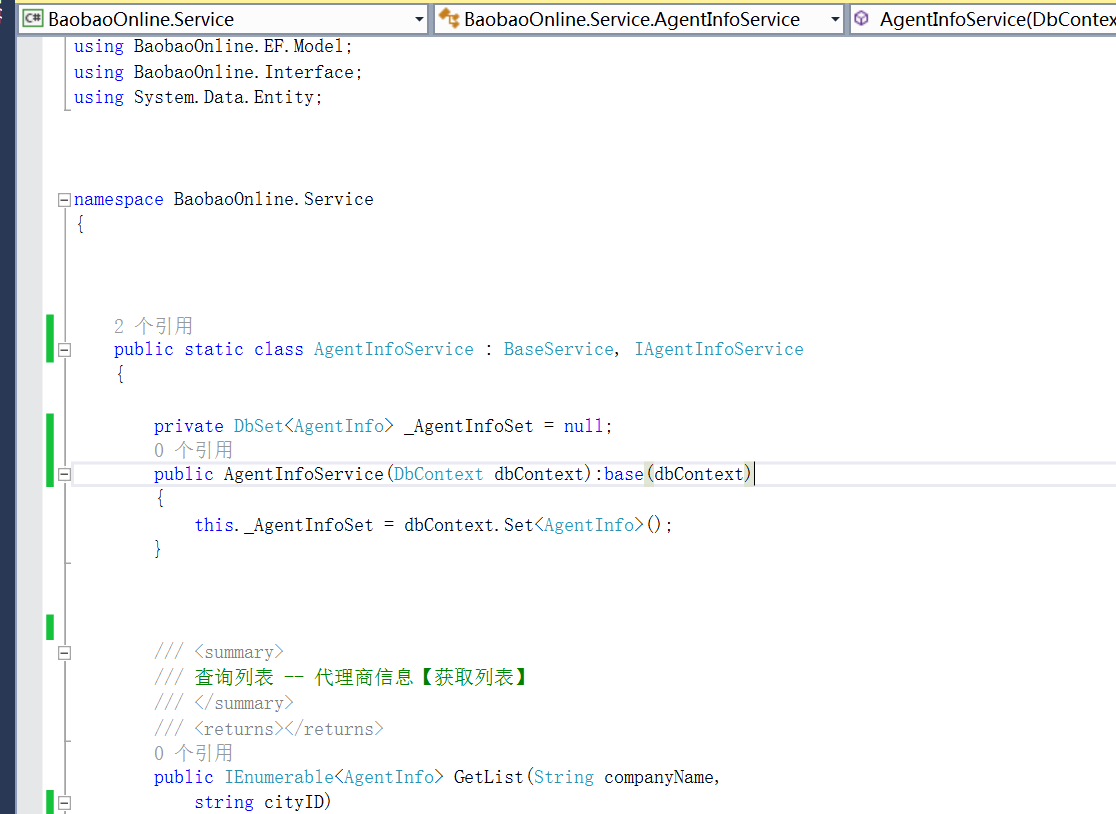 BaobaoOnline.Service BaobaoOnline.Service.AgentInfoService AgentInfoService(DbContex
using BaobaoOnline.EF.Model;
using BaobaoOnline.Interface;
using System.Data.Entity;
namespace BaobaoOnline.Service
{
2 个引用
public static class AgentInfoService : BaseService, IAgentInfoService
{
private DbSet<AgentInfo> _AgentInfoSet = null;
0 个引用
public AgentInfoService(DbContext dbContext):base(dbContext)
{
this._AgentInfoSet = dbContext.Set<AgentInfo>();
}
/// <summary>
/// 查询列表 -- 代理商信息【获取列表】
/// </summary>
/// <returns></returns>
0 个引用
public IEnumerable<AgentInfo> GetList(String companyName,
string cityID)